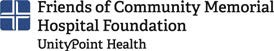 Friends of Community Memorial
Hospital Foundation
UnityPoint Health